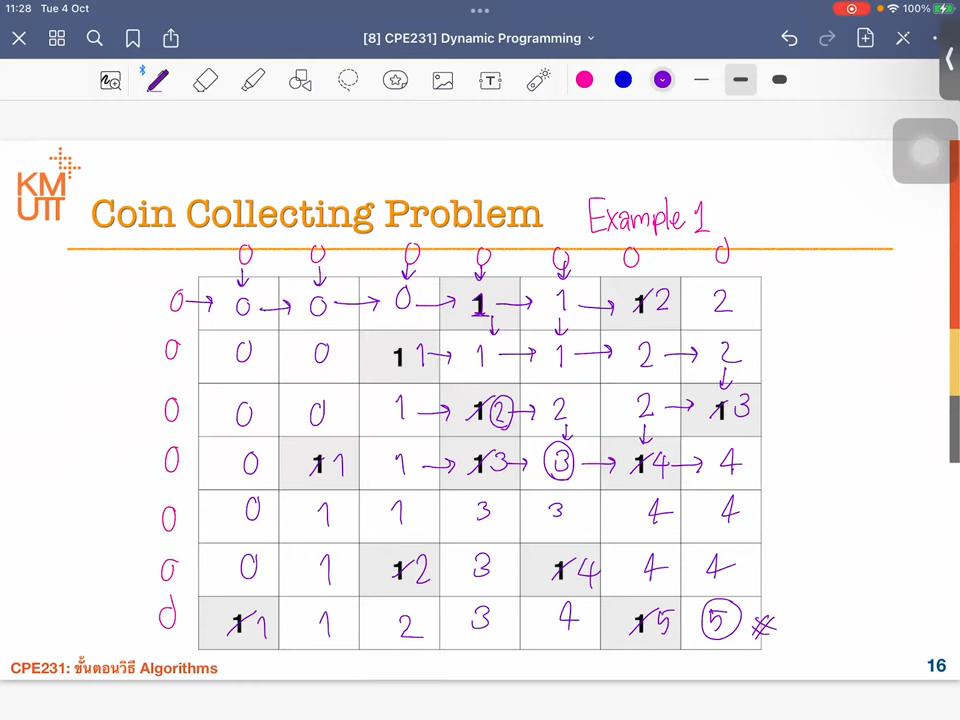 11:28 Tue 4 Oct
100%
[8] CPE231] Dynamic Programming
T
KM
UTT
Coin Collecting Problem Example 1
0 0 0 0 0 0 0
0 0 0 0 1 1 1 2 2
0 0 0 1 1 1 1 2 2
0 0 0 1 1 2 2 2 1 3
0 0 1 1 1 1 3 3 1 4 4
0 0 1 1 3 3 4 4
0 0 1 1 2 3 1 4 4 4
0 1 1 1 2 3 4 1 5 5
CPE231: ขั้นตอนวิธี Algorithms
16